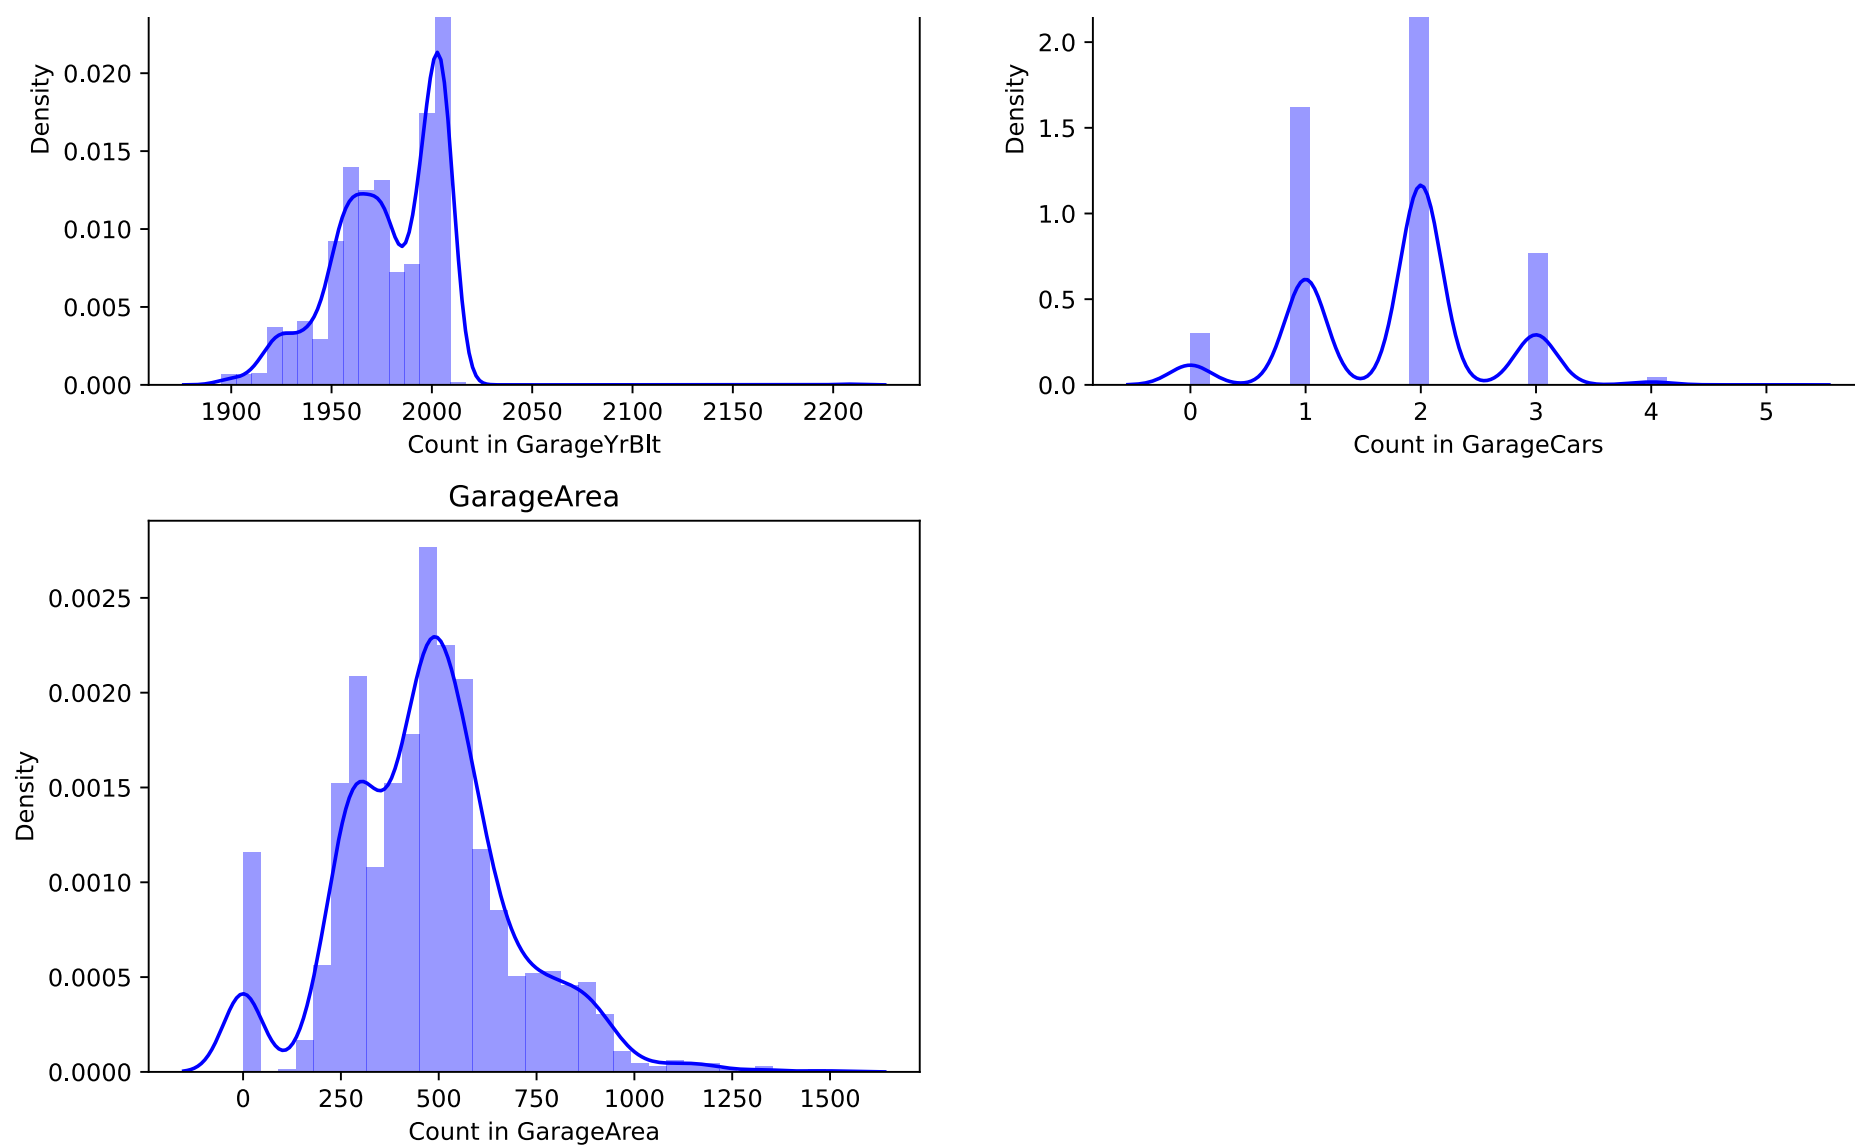 Density
0.020
0.015
0.010
0.005
0.000
1900 1950 2000 2050 2100 2150 2200
Count in GarageYrBlt
Density
2.0
1.5
1.0
0.5
0.0
0 1 2 3 4 5
Count in GarageCars
GarageArea
Density
0.0025
0.0020
0.0015
0.0010
0.0005
0.0000
0 250 500 750 1000 1250 1500
Count in GarageArea